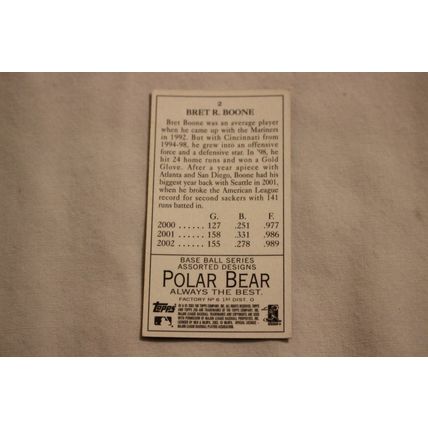 2
BRET R. BOONE
Bret Boone was an average player
when he came up with the Mariners
in 1992. But with Cincinnati from
1994-98, he grew into an offensive
force and a defensive star. In '98, he
hit 24 home runs and won a Gold
Glove. After a year apiece with
Atlanta and San Diego, Boone had his
biggest year back with Seattle in 2001,
when he broke the American League
record for second sackers with 141
runs batted in.
G. B. F.
2000 ...... 127 .251 .977
2001 ...... 158 .331 .986
2002 ...... 155 .278 .989
BASE BALL SERIES
ASSORTED DESIGNS
POLAR BEAR
ALWAYS THE BEST.
FACTORY Nº 6 1ST DIST. O
Topps